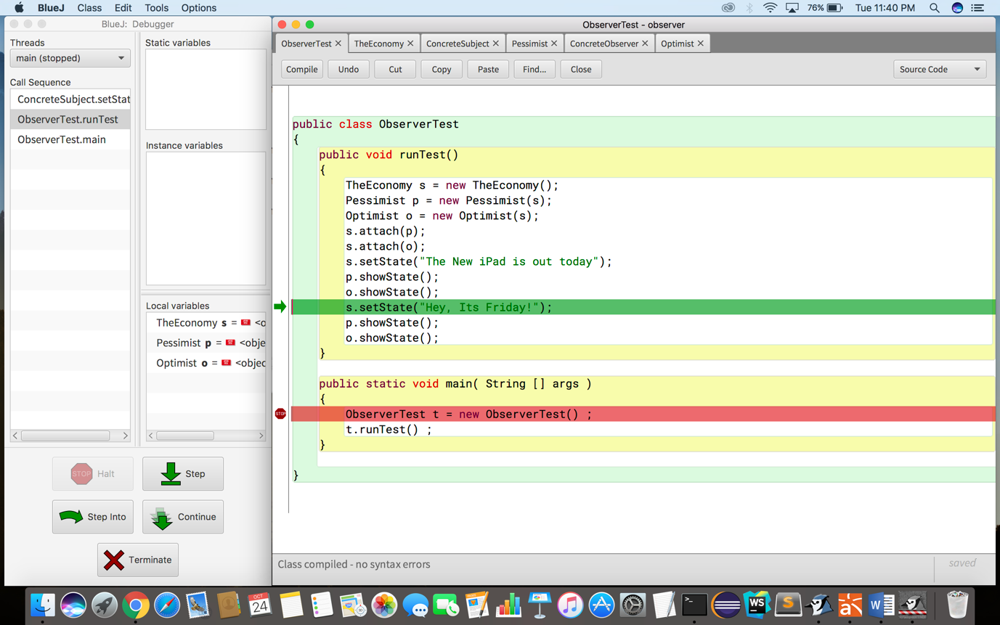 BlueJ Class Edit Tools Options 76% Tue 11:40 PM
BlueJ: Debugger
Threads
main (stopped)
Call Sequence
ConcreteSubject.setStat
ObserverTest.runTest
ObserverTest.main
Static variables
Instance variables
Local variables
TheEconomy s = <o
Pessimist p = <obje
Optimist o = <objec
STOP Halt
Step
Step Into
Continue
Terminate
ObserverTest - observer
ObserverTest TheEconomy ConcreteSubject Pessimist ConcreteObserver Optimist
Compile Undo Cut Copy Paste Find... Close Source Code
public class ObserverTest
{
public void runTest()
{
TheEconomy s = new TheEconomy();
Pessimist p = new Pessimist(s);
Optimist o = new Optimist(s);
s.attach(p);
s.attach(o);
s.setState("The New iPad is out today");
p.showState();
o.showState();
s.setState("Hey, Its Friday!");
p.showState();
o.showState();
}
public static void main( String [] args )
{
STOP ObserverTest t = new ObserverTest() ;
t.runTest() ;
}
}
Class compiled - no syntax errors
saved
OCT
24
WS
S
W